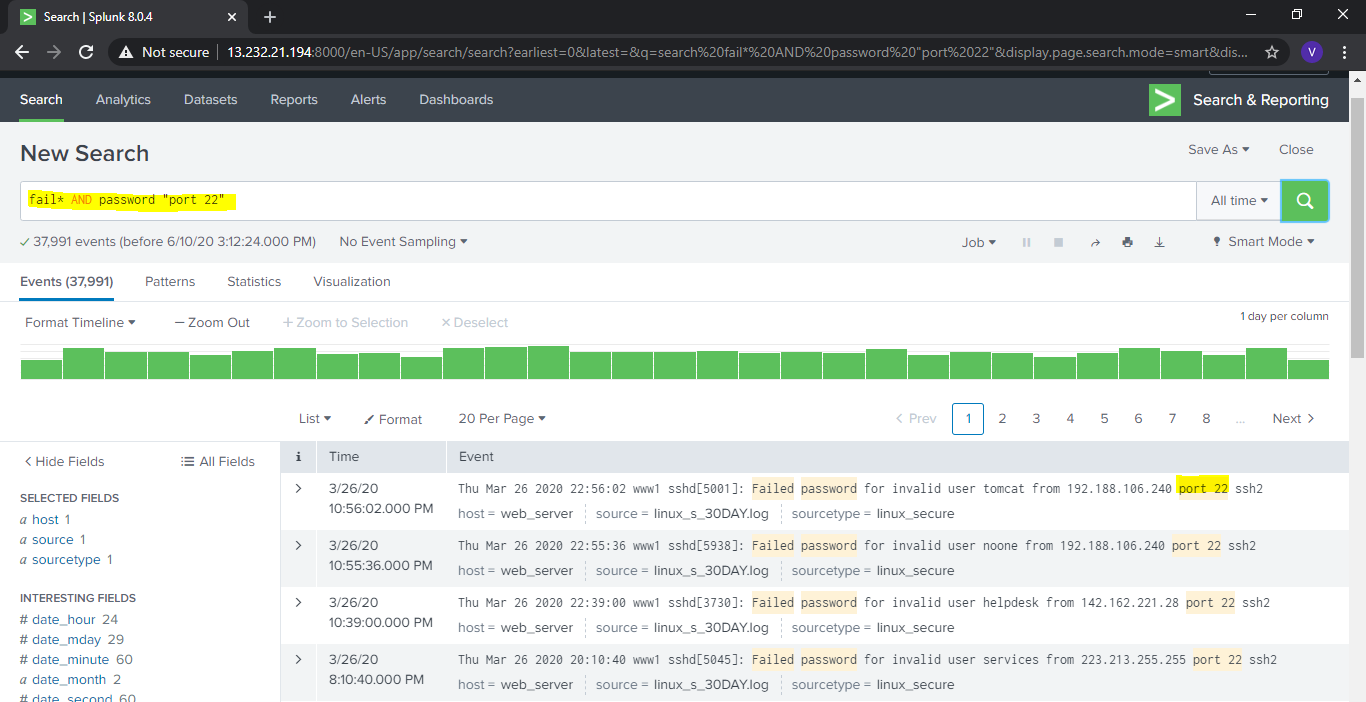 Search | Splunk 8.0.4
Not secure 13.232.21.194:8000/en-US/app/search/search?earliest=0&latest=&q=search%20fail*%20AND%20password%20"port%2022"&display.page.search.mode=smart&dis...
V
Search Analytics Datasets Reports Alerts Dashboards Search & Reporting
New Search
Save As Close
fail* AND password "port 22"
All time
37,991 events (before 6/10/20 3:12:24.000 PM) No Event Sampling Job Smart Mode
Events (37,991) Patterns Statistics Visualization
Format Timeline — Zoom Out + Zoom to Selection × Deselect
1 day per column
List Format 20 Per Page < Prev 1 2 3 4 5 6 7 8 ... Next >
< Hide Fields All Fields
i Time Event
SELECTED FIELDS
a host 1
a source 1
a sourcetype 1
INTERESTING FIELDS
# date_hour 24
# date_mday 29
# date_minute 60
a date_month 2
# date_second 60
> 3/26/20 Thu Mar 26 2020 22:56:02 www1 sshd[5001]: Failed password for invalid user tomcat from 192.188.106.240 port 22 ssh2
10:56:02.000 PM host = web_server source = linux_s_30DAY.log sourcetype = linux_secure
> 3/26/20 Thu Mar 26 2020 22:55:36 www1 sshd[5938]: Failed password for invalid user noone from 192.188.106.240 port 22 ssh2
10:55:36.000 PM host = web_server source = linux_s_30DAY.log sourcetype = linux_secure
> 3/26/20 Thu Mar 26 2020 22:39:00 www1 sshd[3730]: Failed password for invalid user helpdesk from 142.162.221.28 port 22 ssh2
10:39:00.000 PM host = web_server source = linux_s_30DAY.log sourcetype = linux_secure
> 3/26/20 Thu Mar 26 2020 20:10:40 www1 sshd[5045]: Failed password for invalid user services from 223.213.255.255 port 22 ssh2
8:10:40.000 PM host = web_server source = linux_s_30DAY.log sourcetype = linux_secure